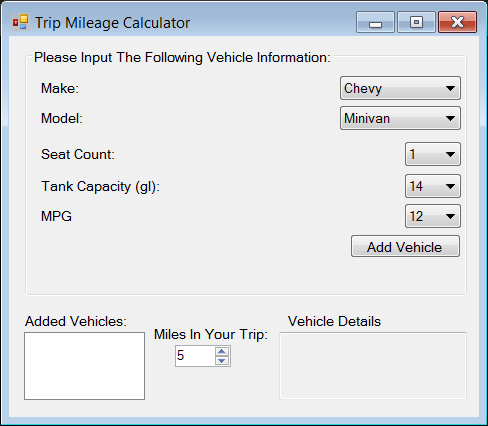 Trip Mileage Calculator
Please Input The Following Vehicle Information:
Make: Chevy
Model: Minivan
Seat Count: 1
Tank Capacity (gl): 14
MPG 12
Add Vehicle
Added Vehicles: Miles In Your Trip: Vehicle Details
5